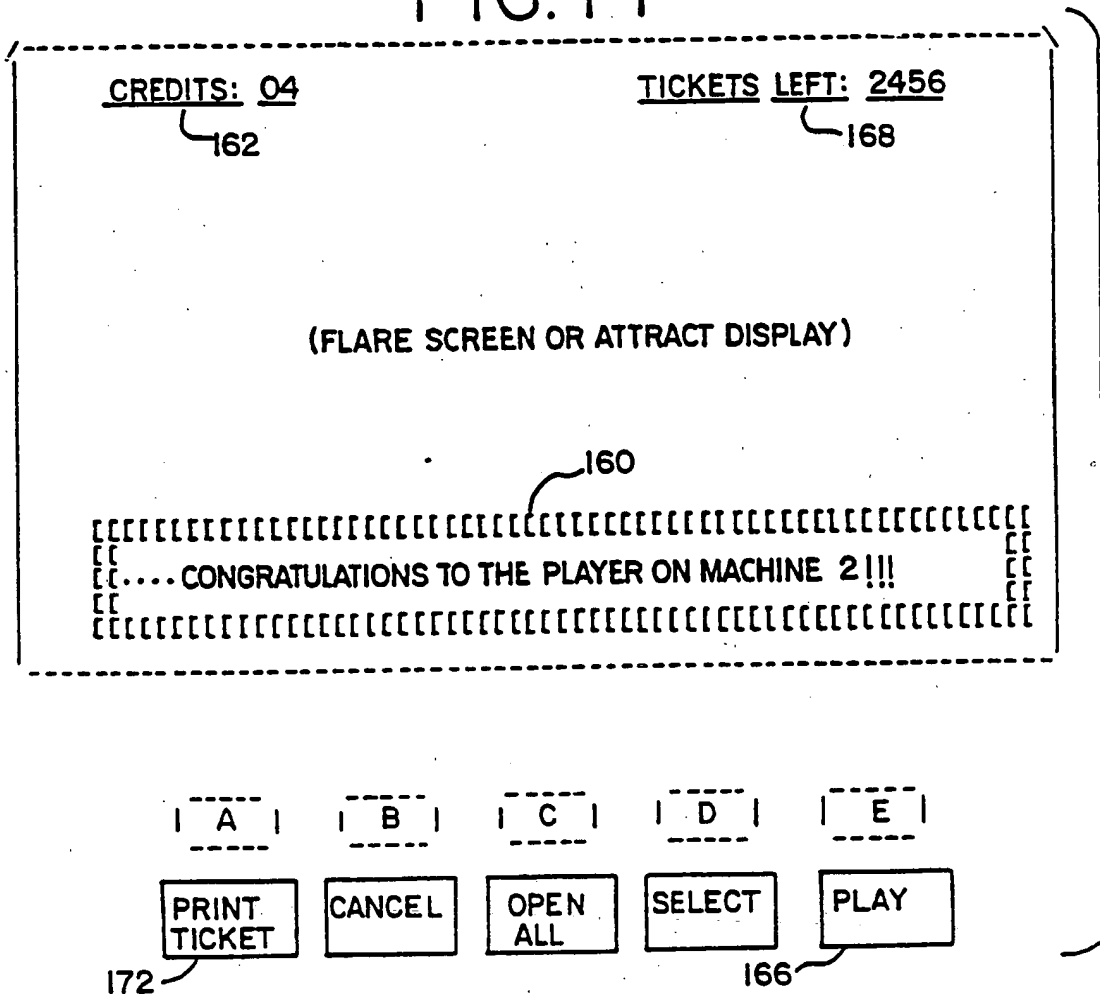 CREDITS: 04 TICKETS LEFT: 2456
162 168
(FLARE SCREEN OR ATTRACT DISPLAY)
160
[[[[[[[[[[[[[[[[[[[[[[[[[[[[[[[[[[[[[[[[[[[[[[[[[[[[[[[[[[[[
[[ [[
[[.... CONGRATULATIONS TO THE PLAYER ON MACHINE 2!!! [[
[[ [[
[[[[[[[[[[[[[[[[[[[[[[[[[[[[[[[[[[[[[[[[[[[[[[[[[[[[[[[[[[[[
A B C D E
PRINT TICKET CANCEL OPEN ALL SELECT PLAY
172 166